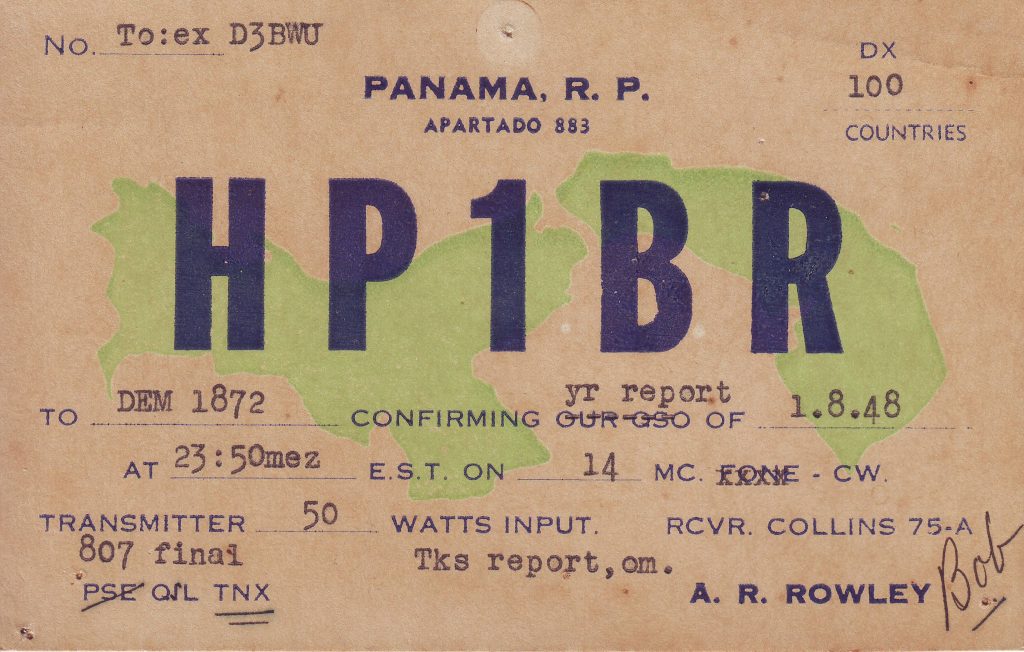 No. To:ex D3BWU
DX
100
COUNTRIES
PANAMA, R. P.
APARTADO 883
HP1BR
TO DEM 1872 CONFIRMING OUR QSO yr report OF 1.8.48
AT 23:50mez E.S.T. ON 14 MC. FONE - CW.
TRANSMITTER 50 WATTS INPUT. RCVR. COLLINS 75-A
807 final Tks report,om.
PSE QSL TNX A. R. ROWLEY Bob